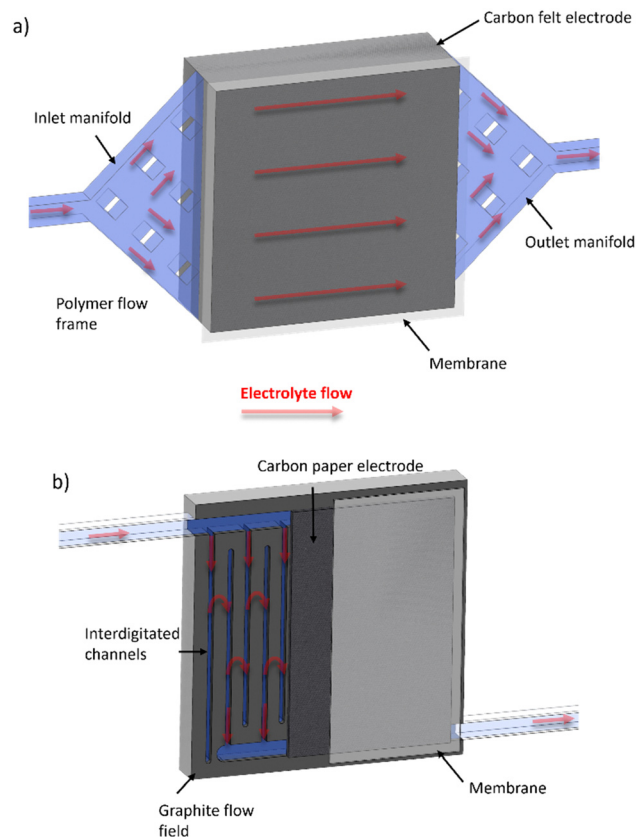 a)
Carbon felt electrode
Inlet manifold
Outlet manifold
Polymer flow
frame
Membrane
Electrolyte flow
b)
Carbon paper electrode
Interdigitated
channels
Membrane
Graphite flow
field